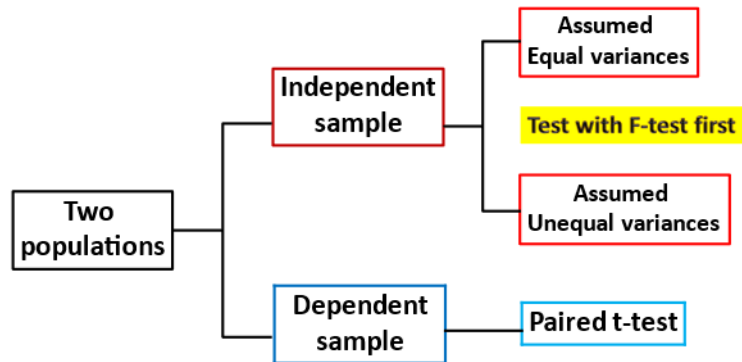 Assumed
Equal variances
Independent
sample
Test with F-test first
Assumed
Unequal variances
Two
populations
Dependent
sample
Paired t-test